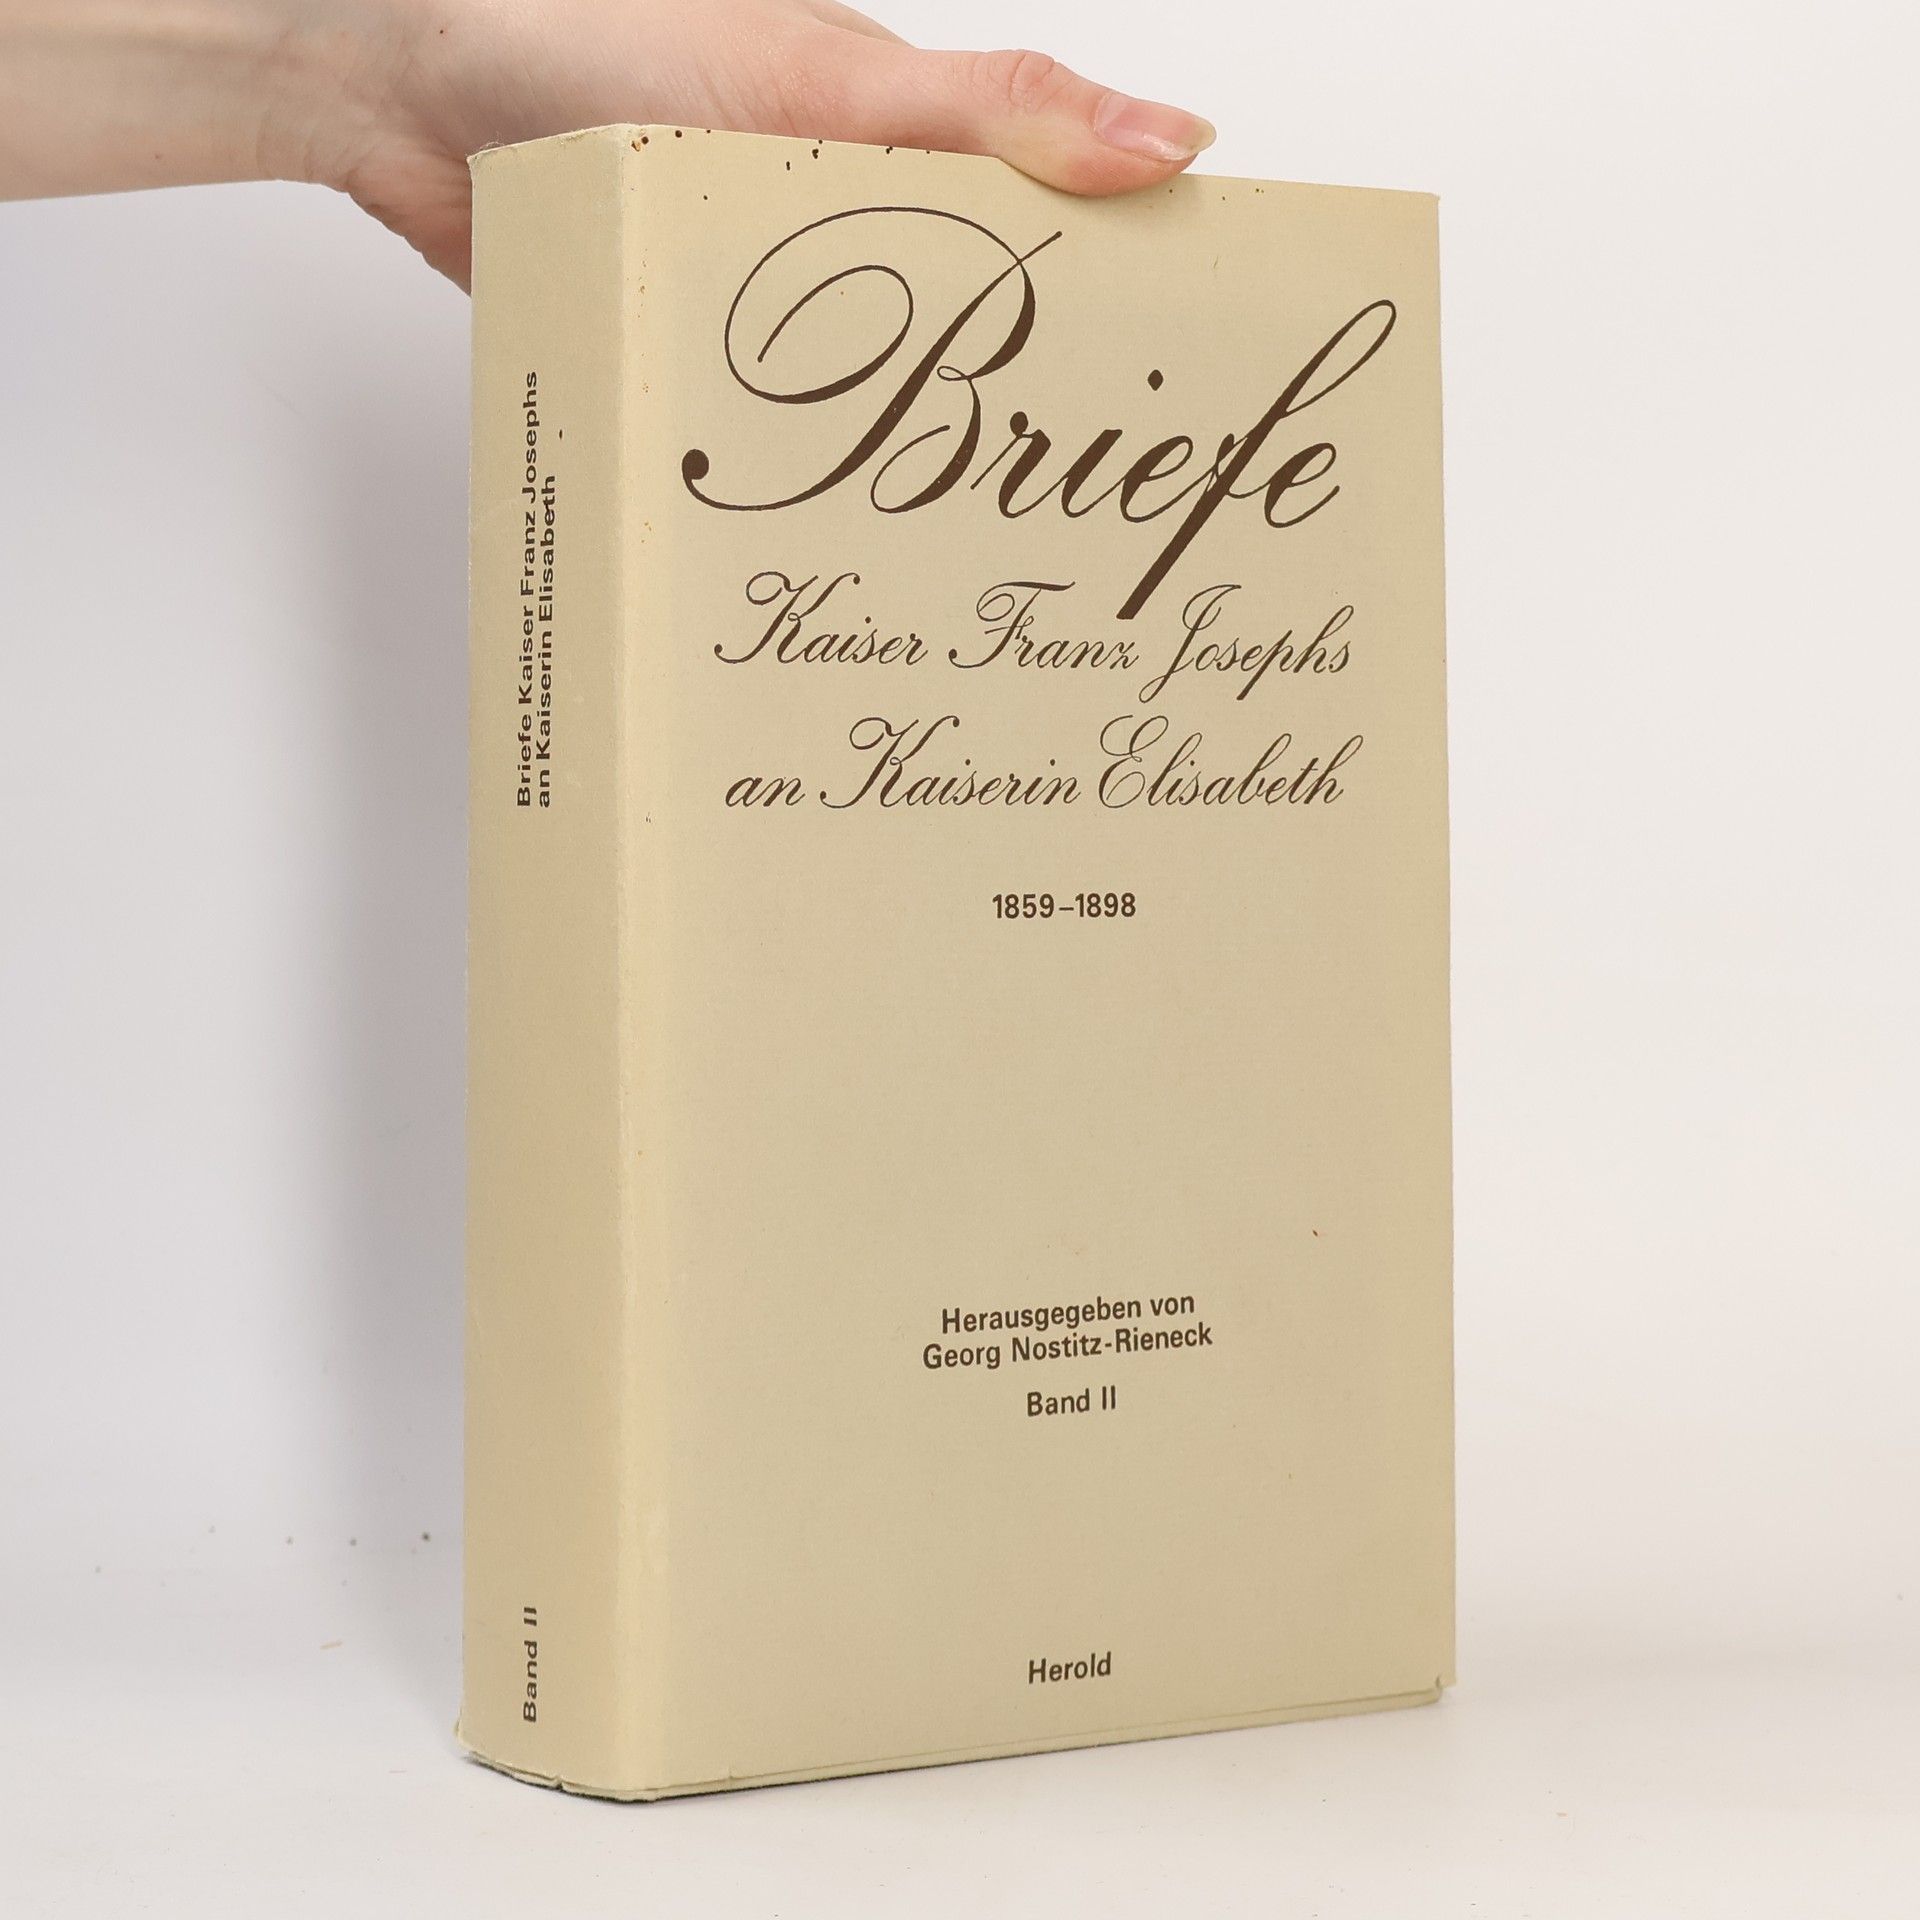 Briefe
Kaiser Franz Josephs
an Kaiserin Elisabeth
1859–1898
Herausgegeben von
Georg Nostitz-Rieneck
Band II
Herold
Briefe Kaiser Franz Josephs
an Kaiserin Elisabeth
Band II